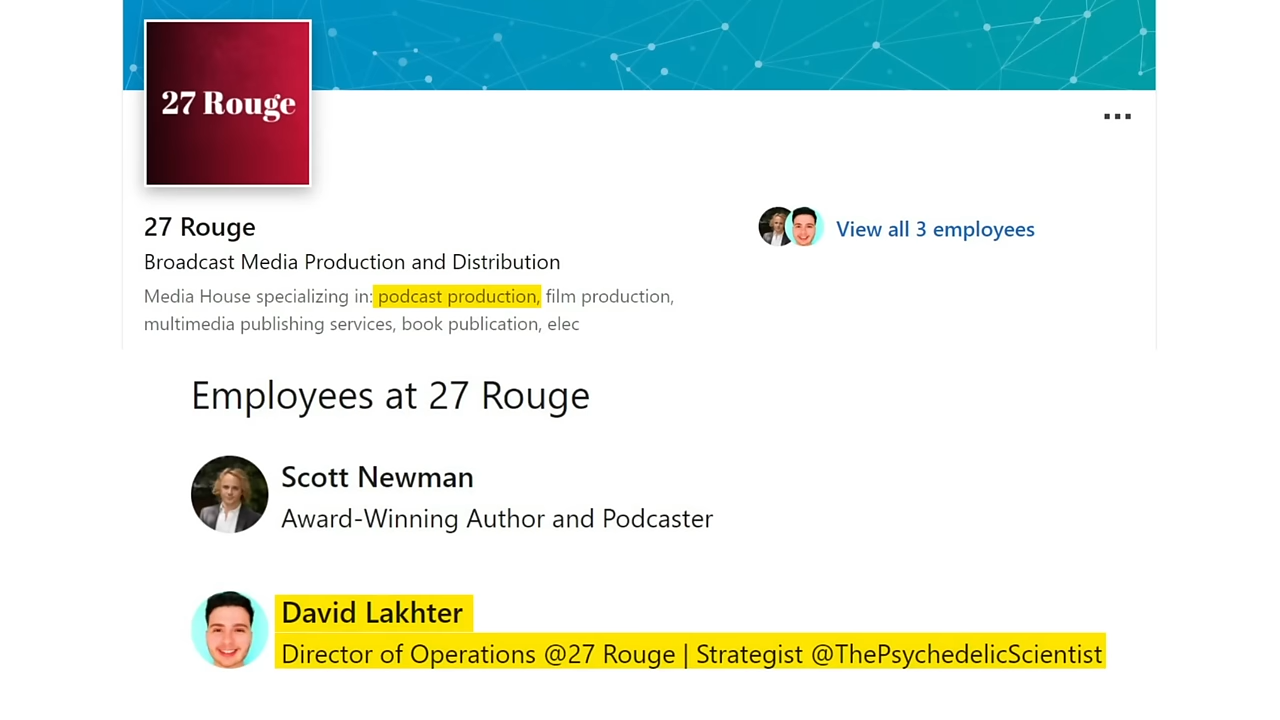 27 Rouge
27 Rouge
View all 3 employees
Broadcast Media Production and Distribution
Media House specializing in: podcast production, film production,
multimedia publishing services, book publication, elec
Employees at 27 Rouge
Scott Newman
Award-Winning Author and Podcaster
David Lakhter
Director of Operations @27 Rouge | Strategist @ThePsychedelicScientist